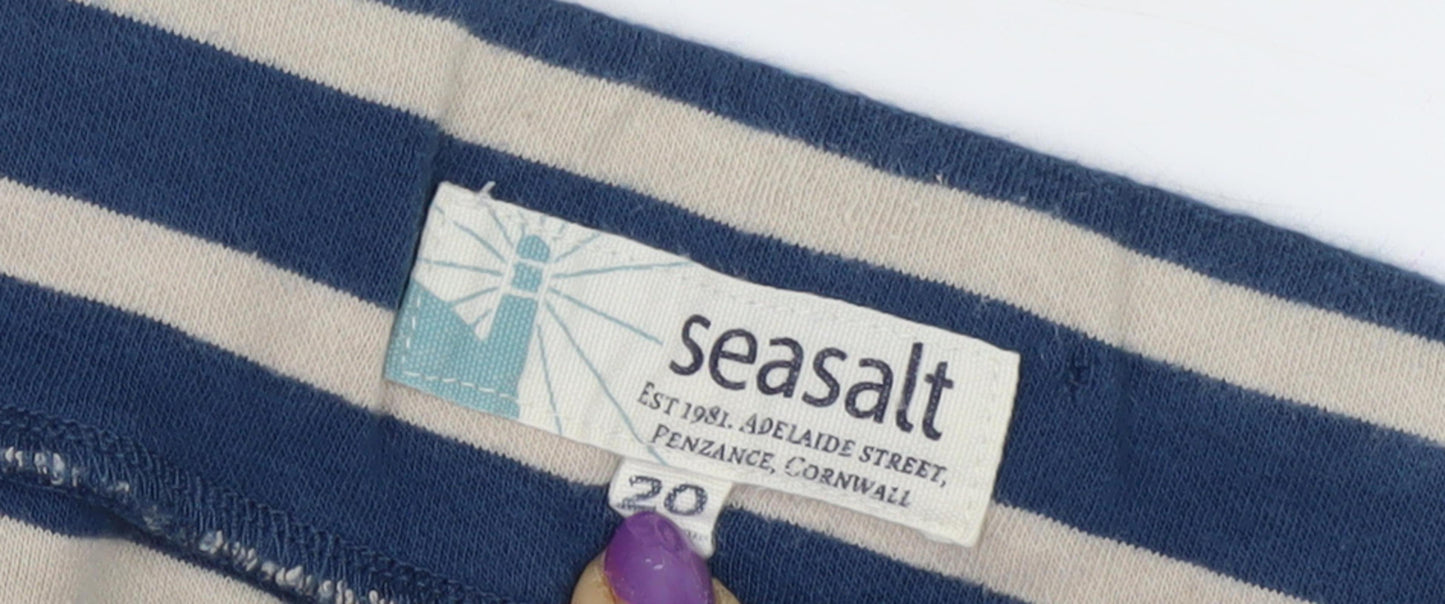 seasalt
EST 1981. ADELAIDE STREET,
PENZANCE, CORNWALL
20